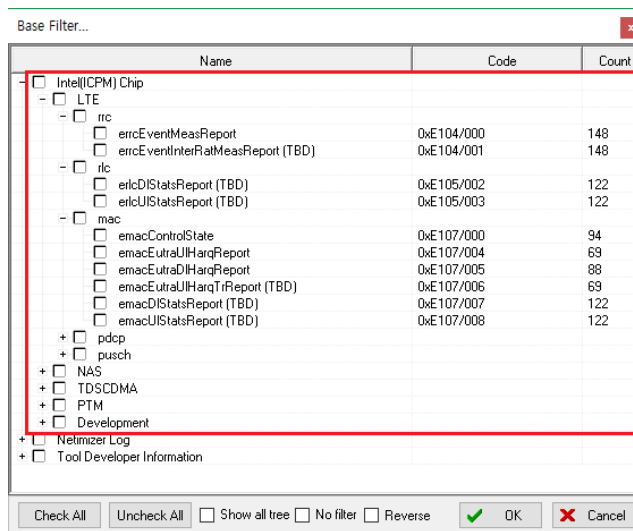 Base Filter...
x
Name Code Count
Intel(ICPM) Chip
LTE
rrc
errcEventMeasReport 0xE104/000 148
errcEventInterRatMeasReport (TBD) 0xE104/001 148
rlc
erlcDlStatsReport (TBD) 0xE105/002 122
erlcUlStatsReport (TBD) 0xE105/003 122
mac
emacControlState 0xE107/000 94
emacEutraUlHarqReport 0xE107/004 69
emacEutraDlHarqReport 0xE107/005 88
emacEutraUlHarqTrReport (TBD) 0xE107/006 69
emacDlStatsReport (TBD) 0xE107/007 122
emacUlStatsReport (TBD) 0xE107/008 122
pdcp
pusch
NAS
TDSCDMA
PTM
Development
Netimizer Log
Tool Developer Information
Check All Uncheck All Show all tree No filter Reverse OK Cancel